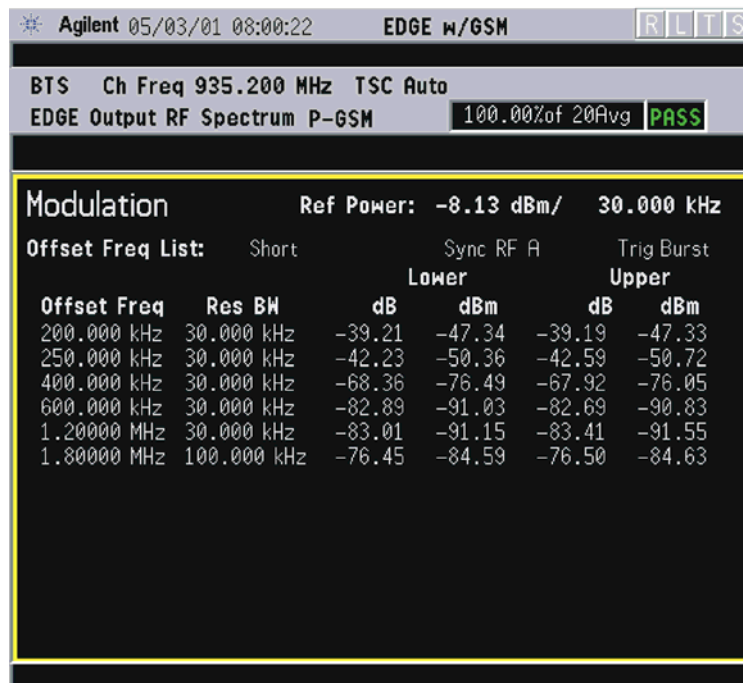 Agilent 05/03/01 08:00:22 EDGE w/GSM R L T S
BTS Ch Freq 935.200 MHz TSC Auto
EDGE Output RF Spectrum P-GSM 100.00%of 20Avg PASS
Modulation Ref Power: -8.13 dBm/ 30.000 kHz
Offset Freq List: Short Sync RF A Trig Burst
Lower Upper
Offset Freq Res BW dB dBm dB dBm
200.000 kHz 30.000 kHz -39.21 -47.34 -39.19 -47.33
250.000 kHz 30.000 kHz -42.23 -50.36 -42.59 -50.72
400.000 kHz 30.000 kHz -68.36 -76.49 -67.92 -76.05
600.000 kHz 30.000 kHz -82.89 -91.03 -82.69 -90.83
1.20000 MHz 30.000 kHz -83.01 -91.15 -83.41 -91.55
1.80000 MHz 100.000 kHz -76.45 -84.59 -76.50 -84.63